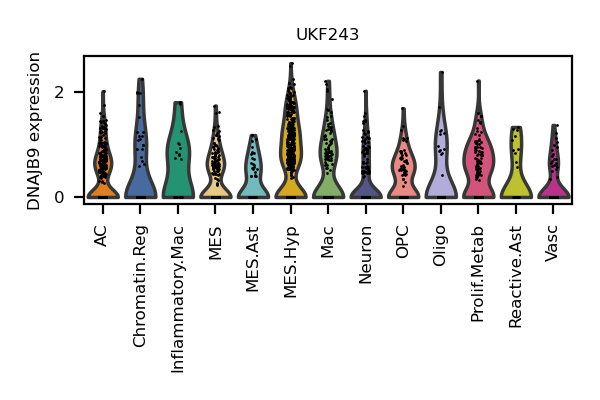 UKF243
DNAJB9 expression
2
0
AC
Chromatin.Reg
Inflammatory.Mac
MES
MES.Ast
MES.Hyp
Mac
Neuron
OPC
Oligo
Prolif.Metab
Reactive.Ast
Vasc